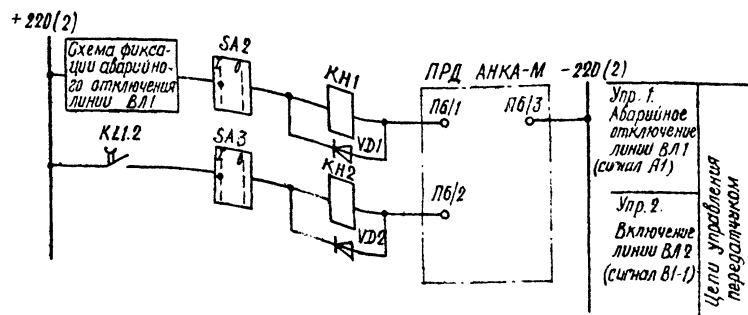 +220(2)
Схема фикса-
ции аварийно-
го отключения
линии ВЛ1
SA2
KH1
VD1
ПРД АНКА-М
-220(2)
П6/1
П6/3
KL1.2
SA3
KH2
VD2
П6/2
Упр. 1.
Аварийное
отключение
линии ВЛ1
(сигнал А1)
Упр. 2.
Включение
линии ВЛ2
(сигнал В1-1)
Цепи управления
передатчиком